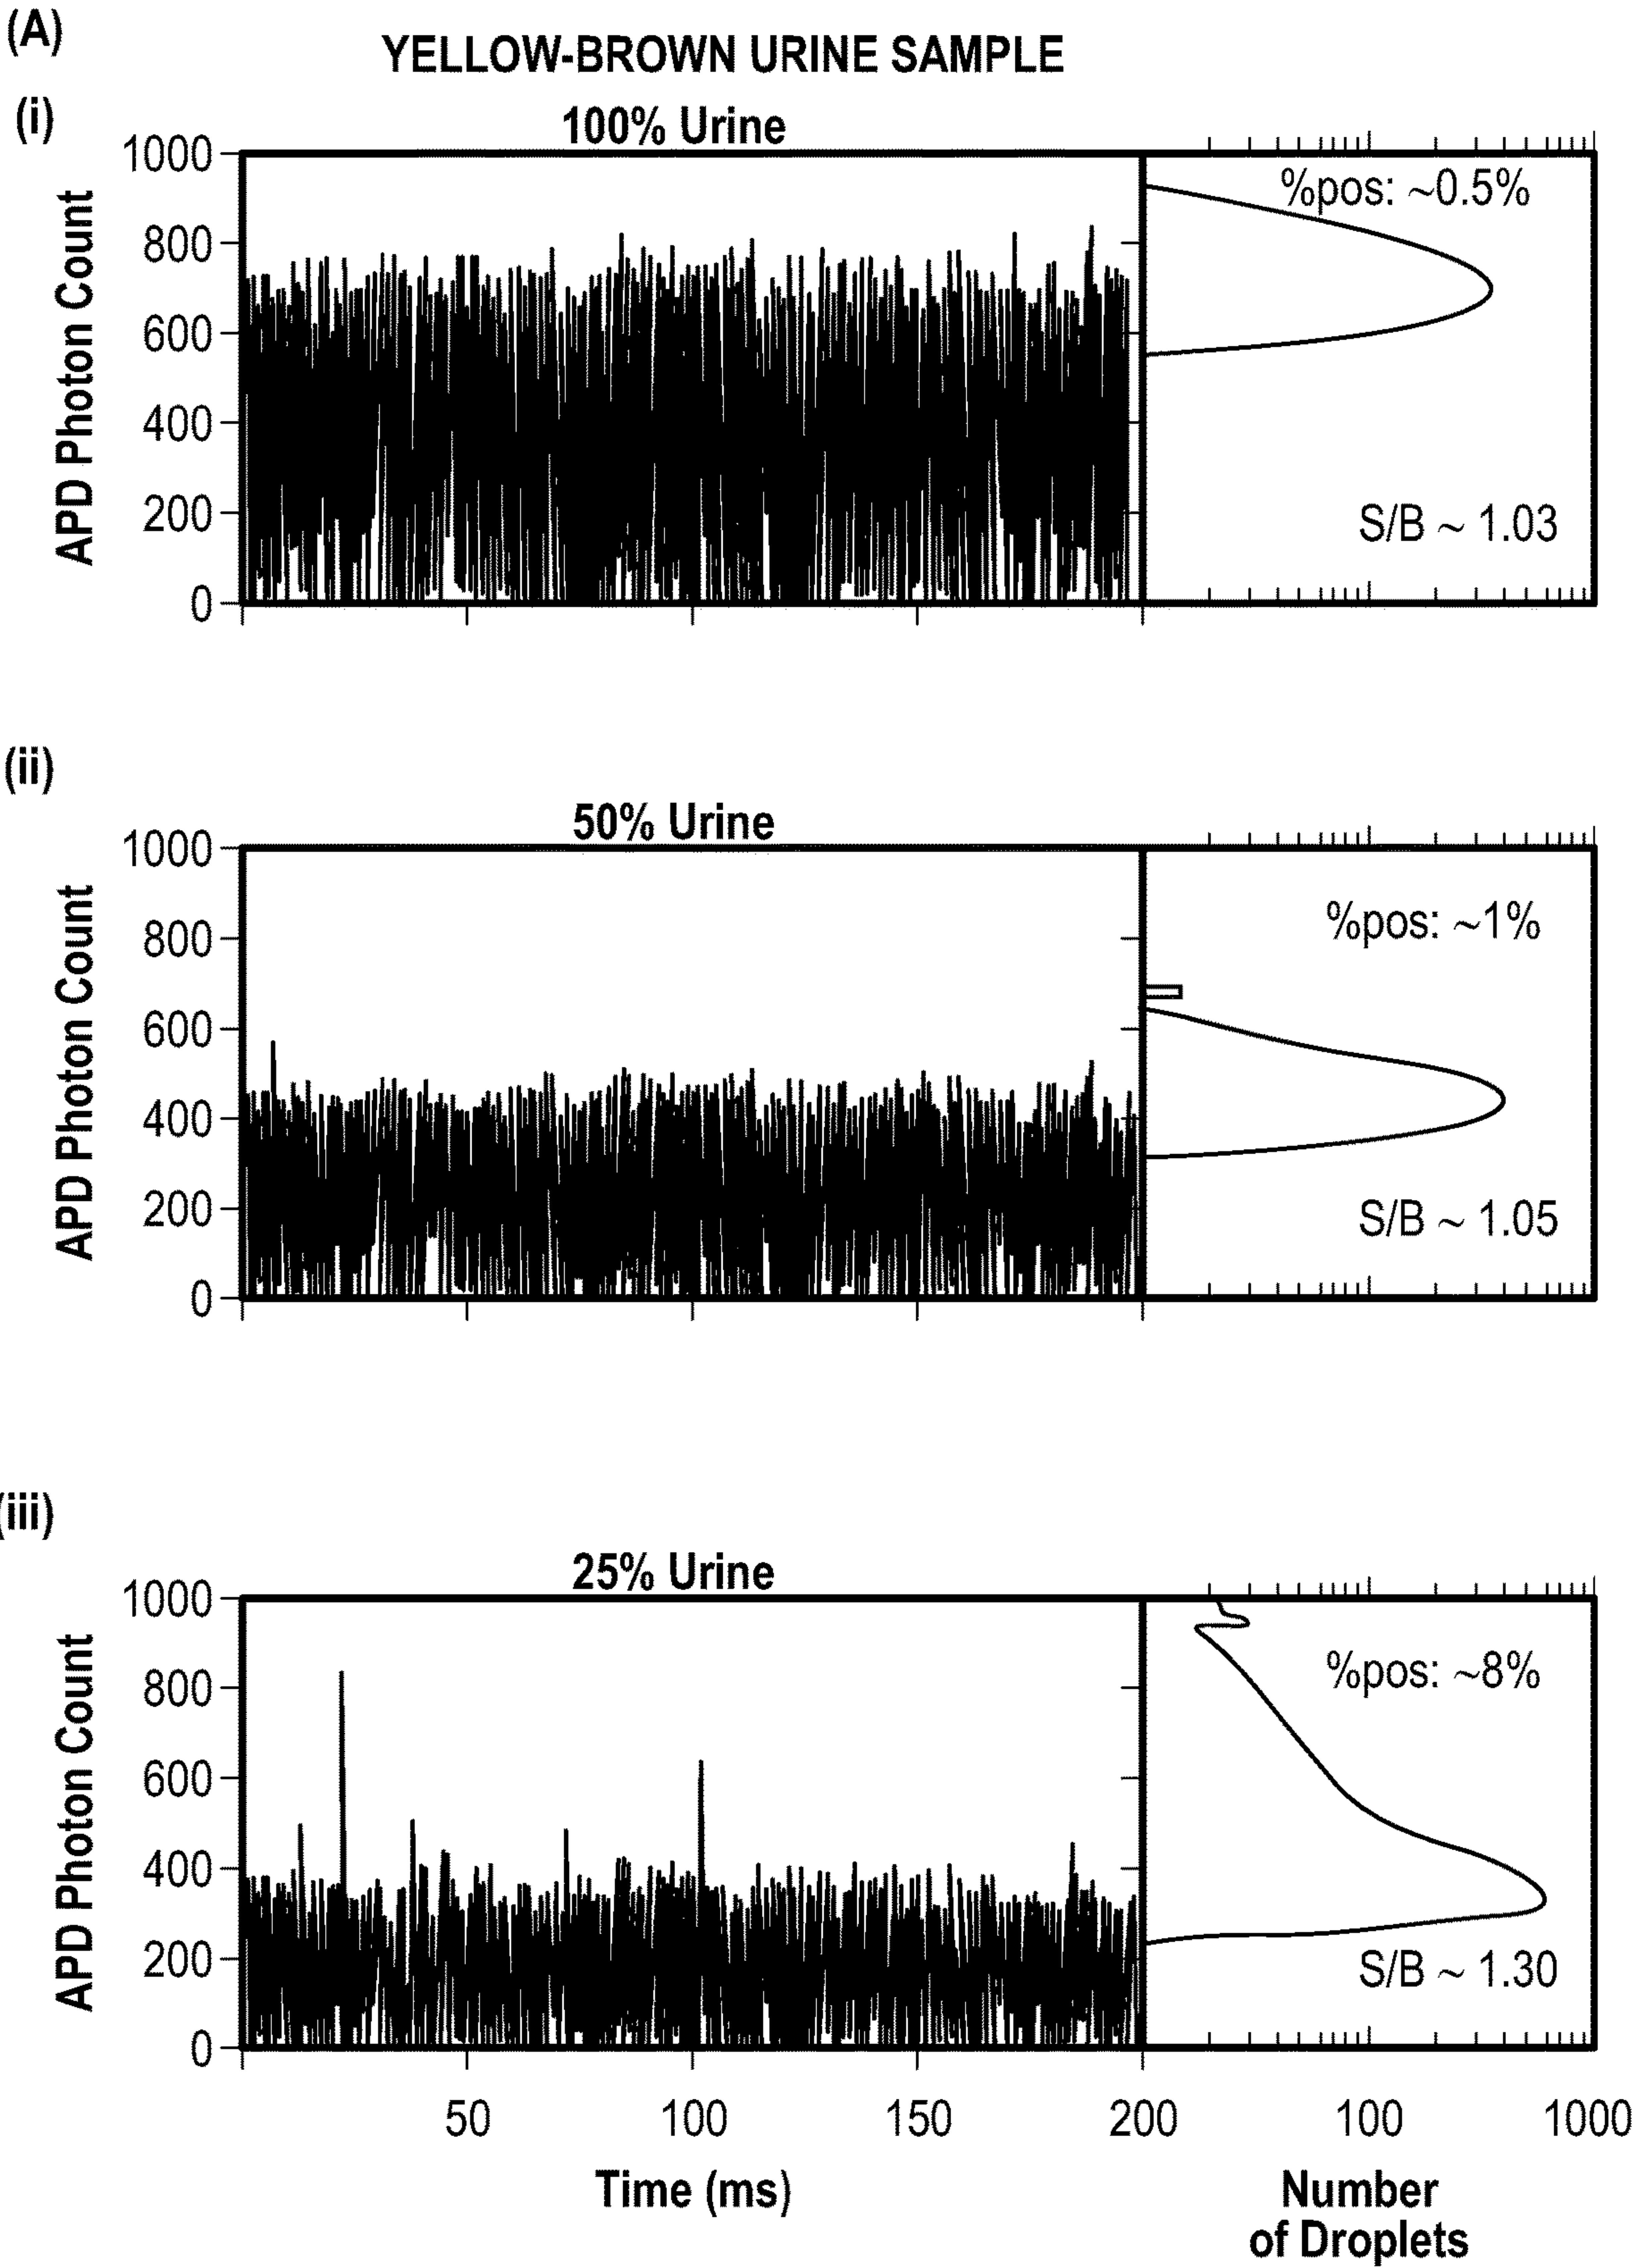 (A)
YELLOW-BROWN URINE SAMPLE
(i)
100% Urine
APD Photon Count
1000
800
600
400
200
0
%pos: ~0.5%
S/B ~ 1.03
(ii)
50% Urine
APD Photon Count
1000
800
600
400
200
0
%pos: ~1%
S/B ~ 1.05
(iii)
25% Urine
APD Photon Count
1000
800
600
400
200
0
%pos: ~8%
S/B ~ 1.30
50 100 150 200 100 1000
Time (ms)
Number
of Droplets